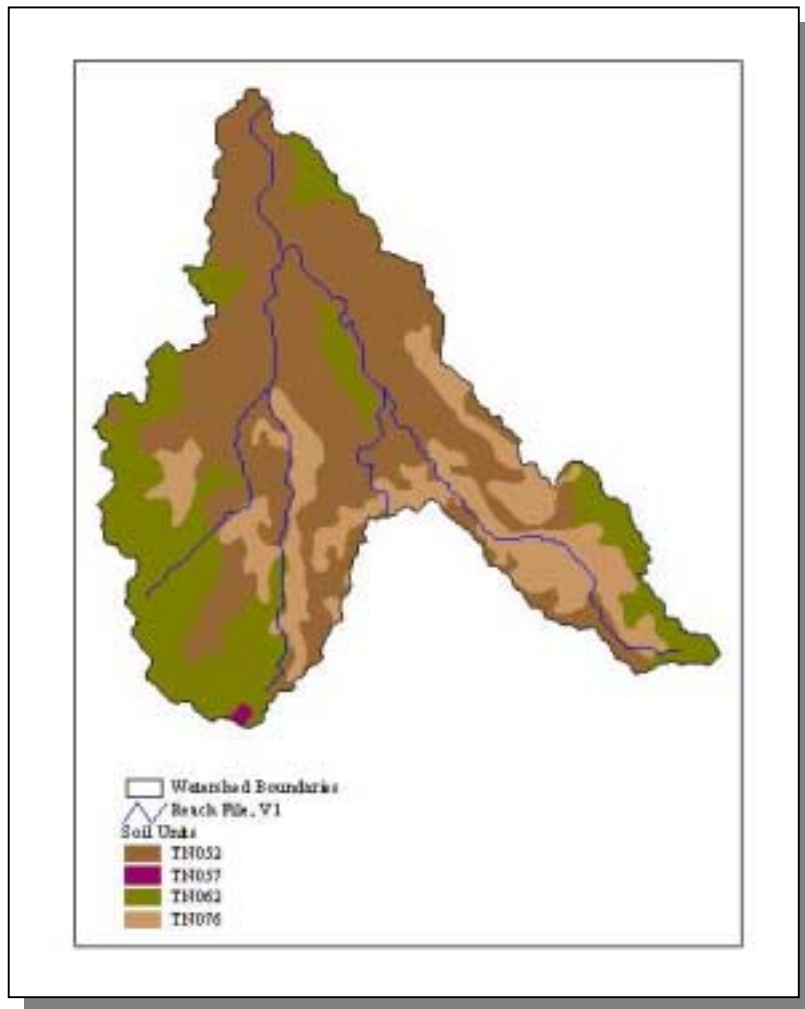 Watershed Boundaries
Reach File, V1
Soil Units
TN052
TN057
TN062
TN076